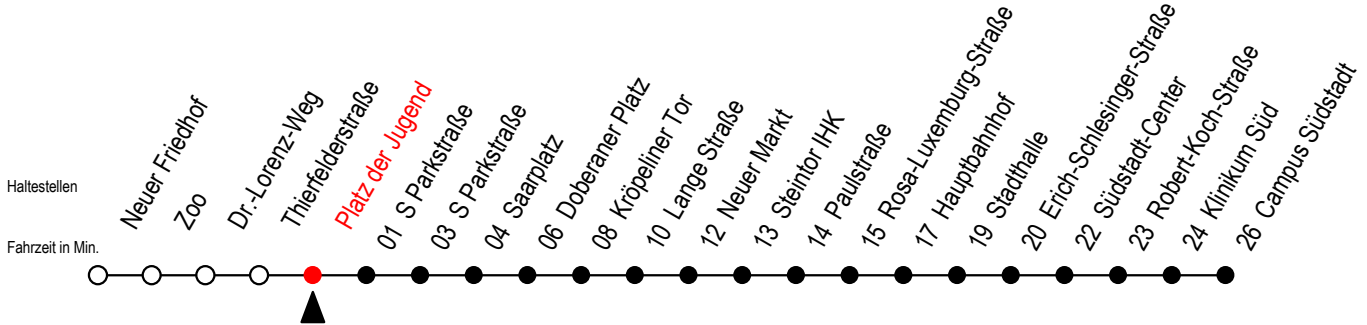 Haltestellen
Fahrzeit in Min.
Neuer Friedhof
Zoo
Dr.-Lorenz-Weg
Thierfelderstraße
Platz der Jugend
01 S Parkstraße
03 S Parkstraße
04 Saarplatz
06 Doberaner Platz
08 Kröpeliner Tor
10 Lange Straße
12 Neuer Markt
13 Steintor IHK
14 Paulstraße
15 Rosa-Luxemburg-Straße
17 Hauptbahnhof
19 Stadthalle
20 Erich-Schlesinger-Straße
22 Südstadt-Center
23 Robert-Koch-Straße
24 Klinikum Süd
26 Campus Südstadt